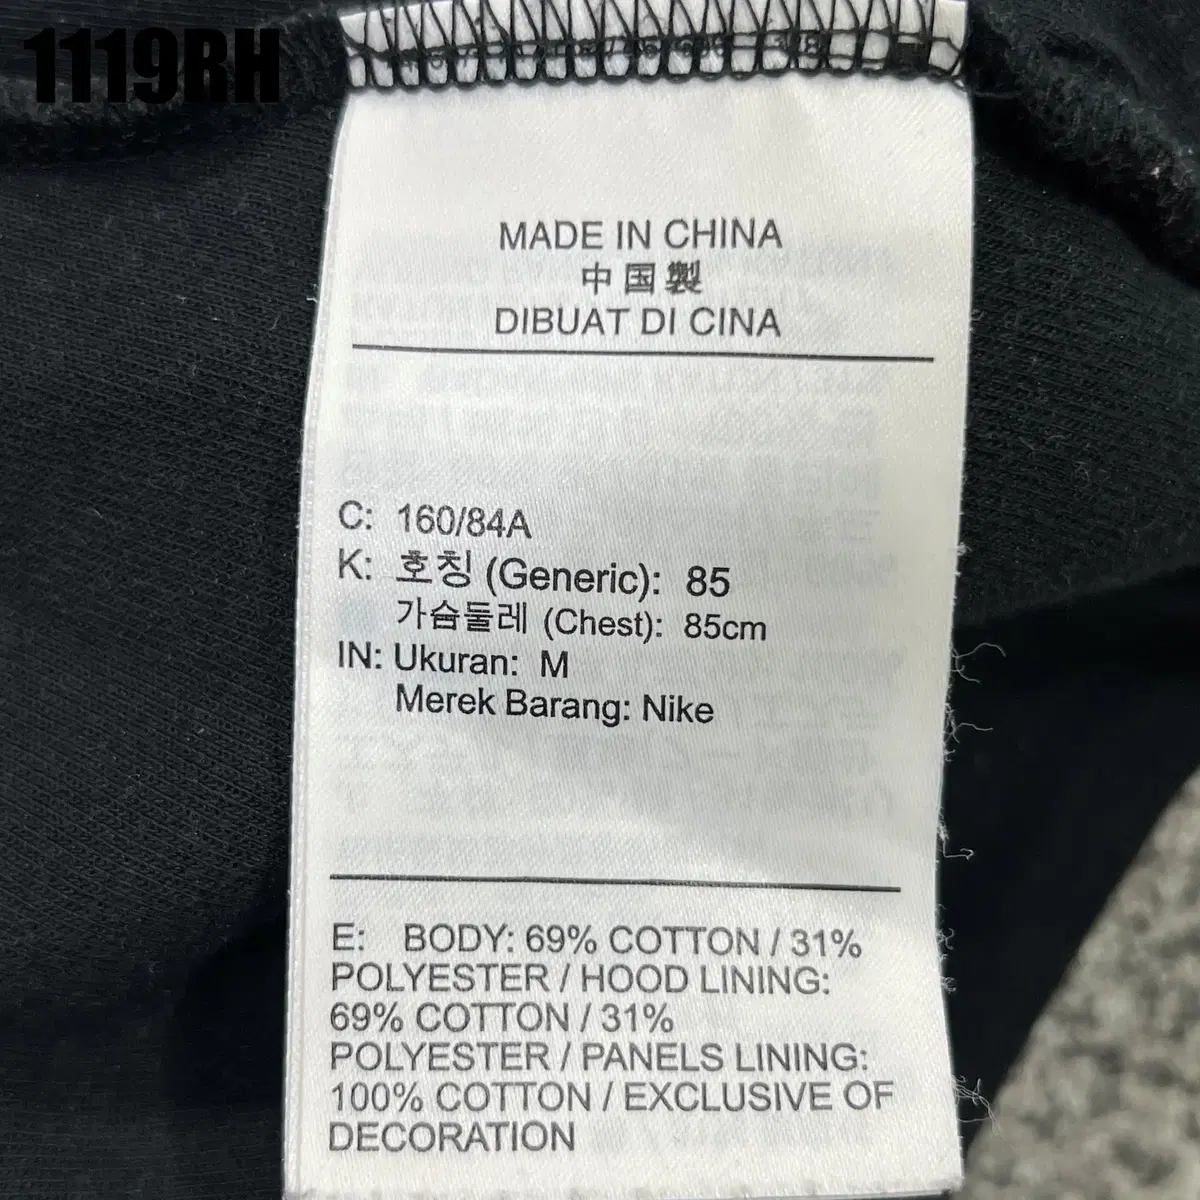 1119RH
MADE IN CHINA
中国製
DIBUAT DI CINA
C: 160/84A
K: 호칭 (Generic): 85
가슴둘레 (Chest): 85cm
IN: Ukuran: M
Merek Barang: Nike
E: BODY: 69% COTTON / 31%
POLYESTER / HOOD LINING:
69% COTTON / 31%
POLYESTER / PANELS LINING:
100% COTTON / EXCLUSIVE OF
DECORATION